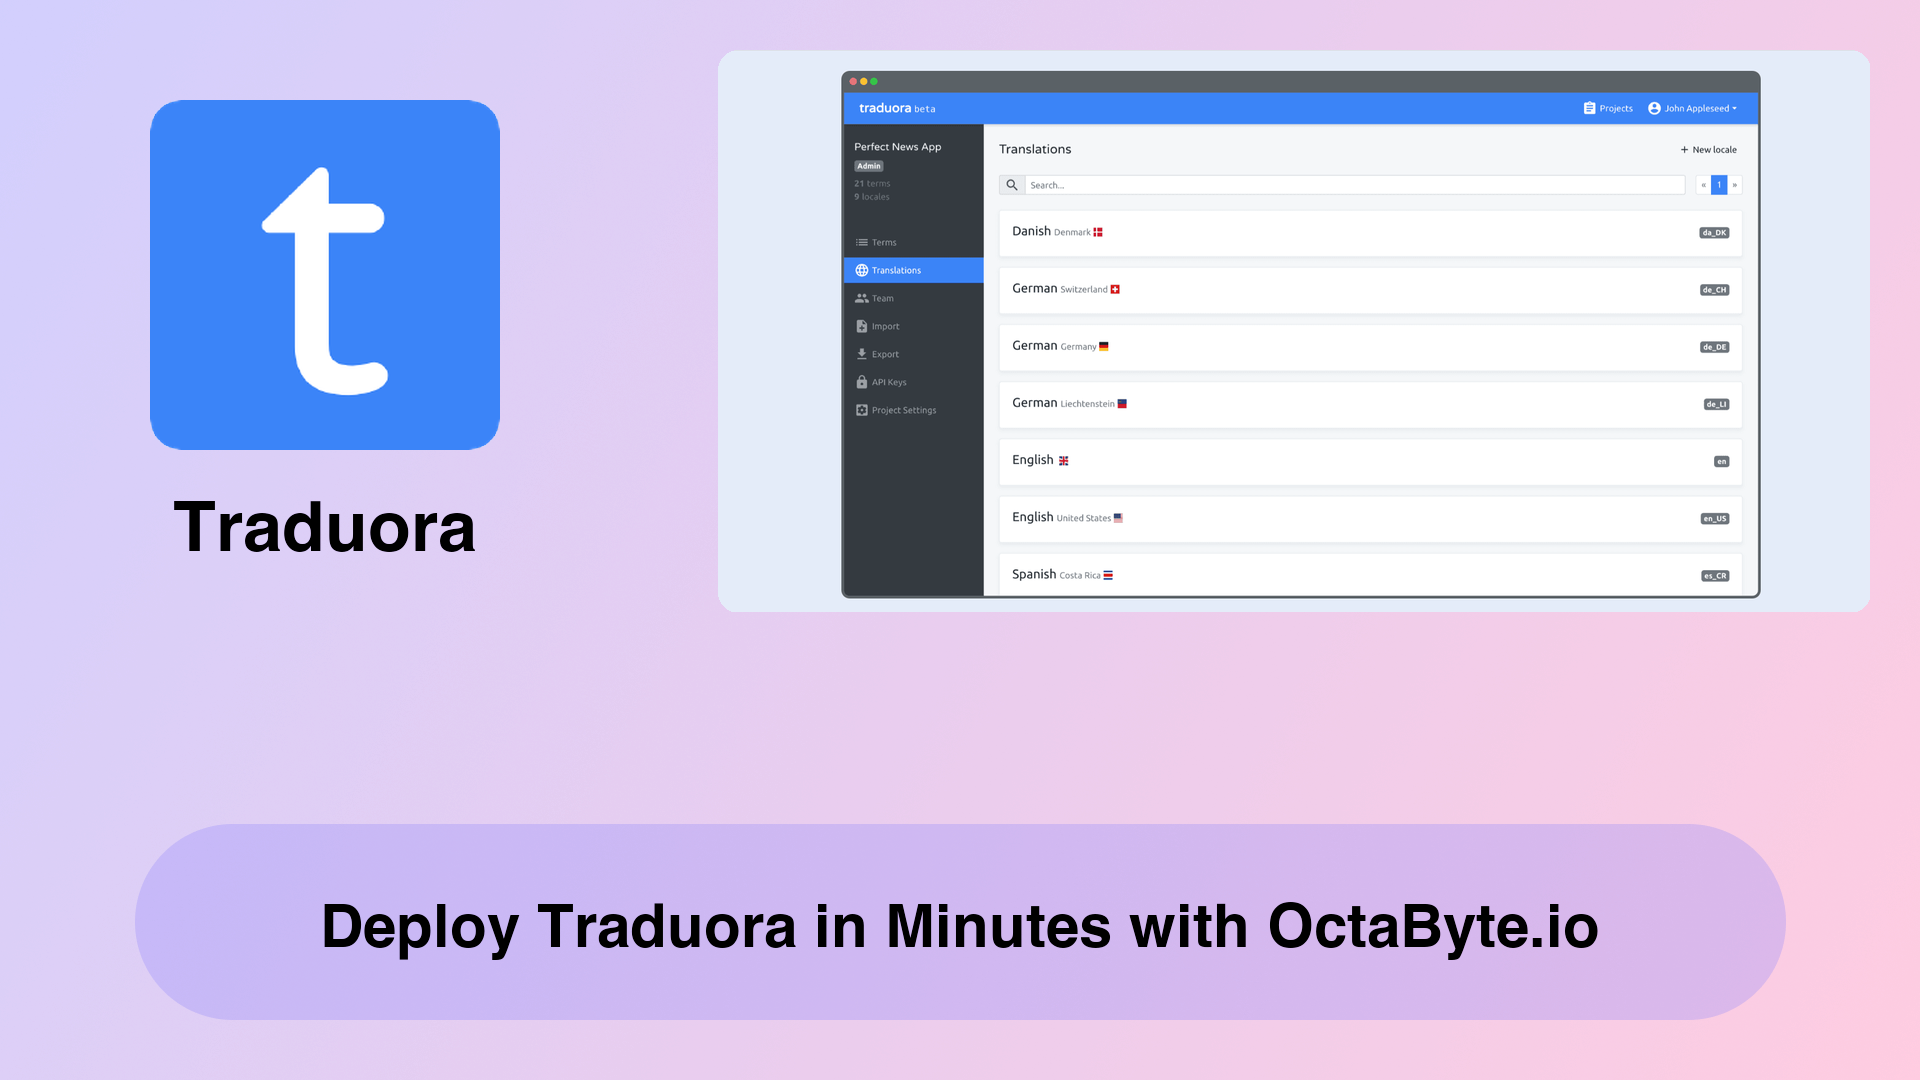 t
Traduora
traduora beta
Projects
John Appleseed
Perfect News App
Admin
21 terms
9 locales
Terms
Translations
Team
Import
Export
API Keys
Project Settings
Translations
+ New locale
Search...
« 1 »
Danish Denmark da_DK
German Switzerland de_CH
German Germany de_DE
German Liechtenstein de_LI
English en
English United States en_US
Spanish Costa Rica es_CR
Deploy Traduora in Minutes with OctaByte.io